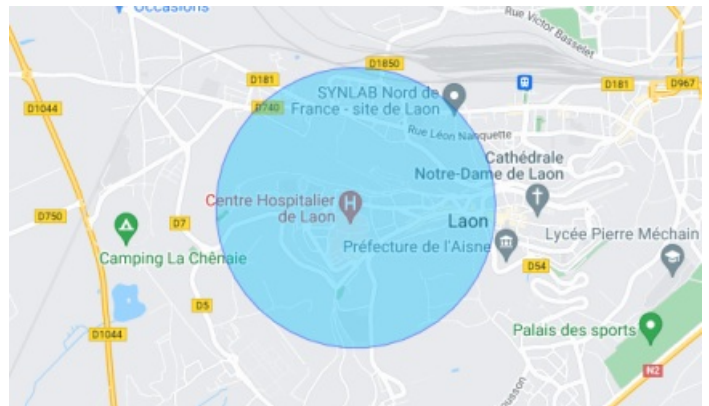 Occasions
Rue Victor Basselet
D1850
D181
D181
D967
SYNLAB Nord de
France - site de Laon
D1044
D740
Rue Léon Nanquette
Cathédrale
Notre-Dame de Laon
Centre Hospitalier
de Laon
D750
D7
Laon
Lycée Pierre Méchain
Préfecture de l'Aisne
Camping La Chênaie
D54
D5
D1044
Palais des sports
N2